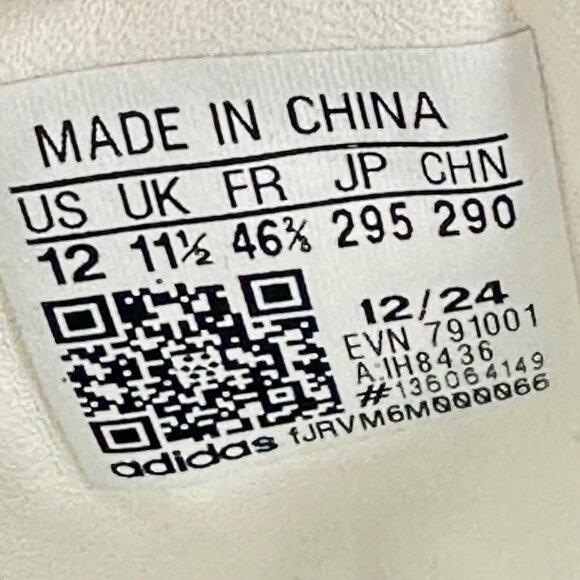 MADE IN CHINA
US UK FR JP CHN
12 11½ 46⅔ 295 290
12/24
EVN 791001
A:IH8436
#136064149
adidas fJRVM6M000066